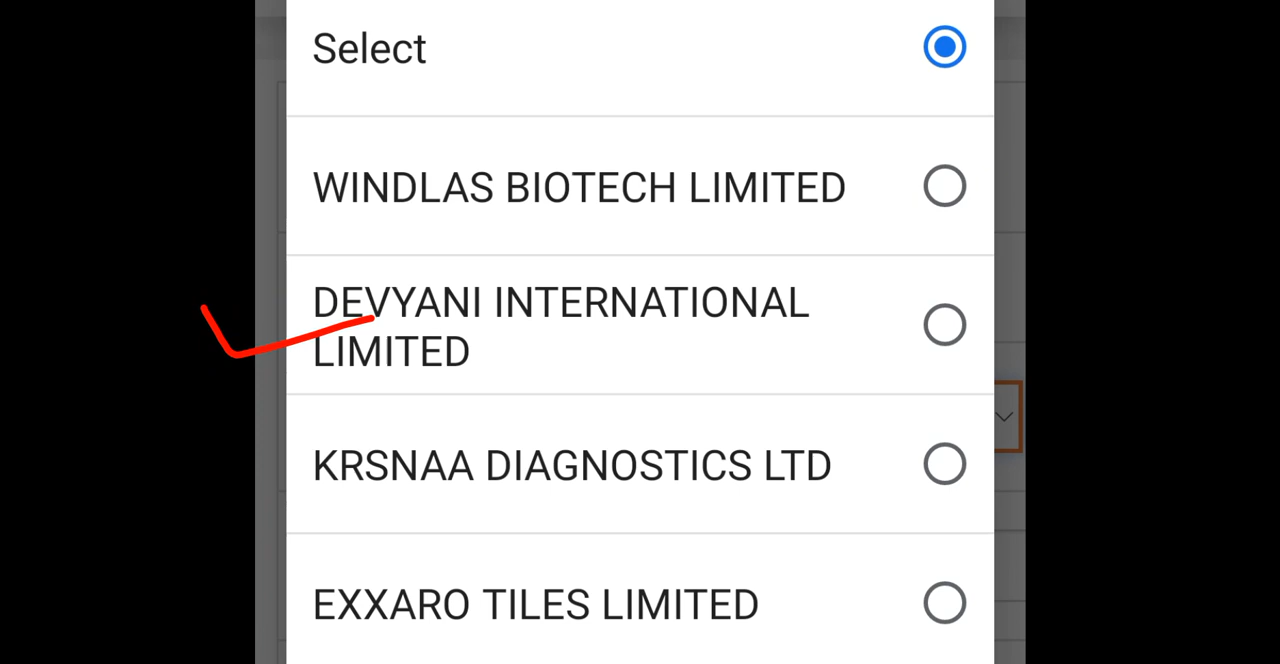 Select
WINDLAS BIOTECH LIMITED
DEVYANI INTERNATIONAL
LIMITED
KRSNAA DIAGNOSTICS LTD
EXXARO TILES LIMITED